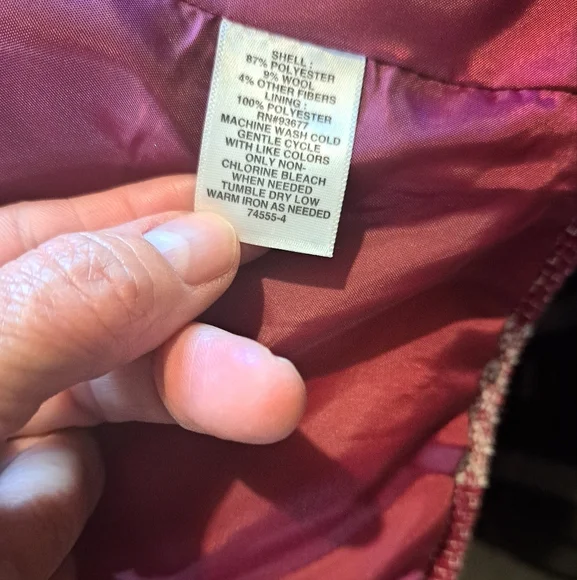 SHELL :
87% POLYESTER
9% WOOL
4% OTHER FIBERS
LINING :
100% POLYESTER
RN#93677
MACHINE WASH COLD
GENTLE CYCLE
WITH LIKE COLORS
ONLY NON-
CHLORINE BLEACH
WHEN NEEDED
TUMBLE DRY LOW
WARM IRON AS NEEDED
74555-4